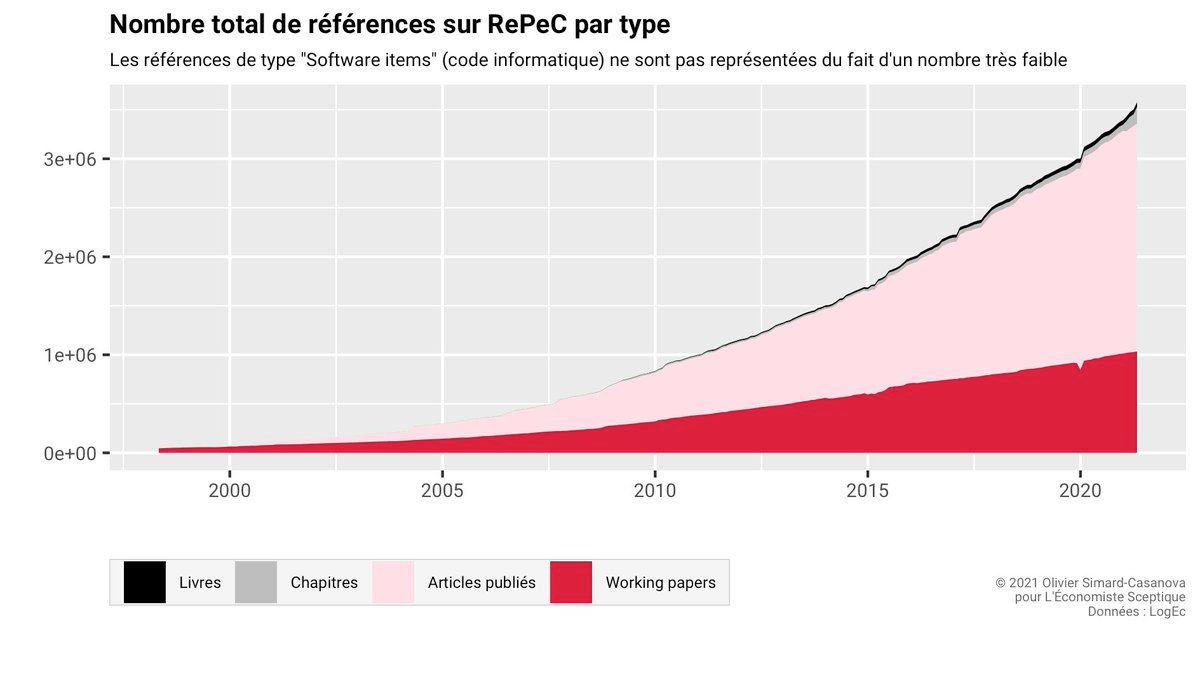 Nombre total de références sur RePeC par type
Les références de type "Software items" (code informatique) ne sont pas représentées du fait d'un nombre très faible
3e+06
2e+06
1e+06
0e+00
2000 2005 2010 2015 2020
Livres Chapitres Articles publiés Working papers
© 2021 Olivier Simard-Casanova
pour L'Économiste Sceptique
Données : LogEc